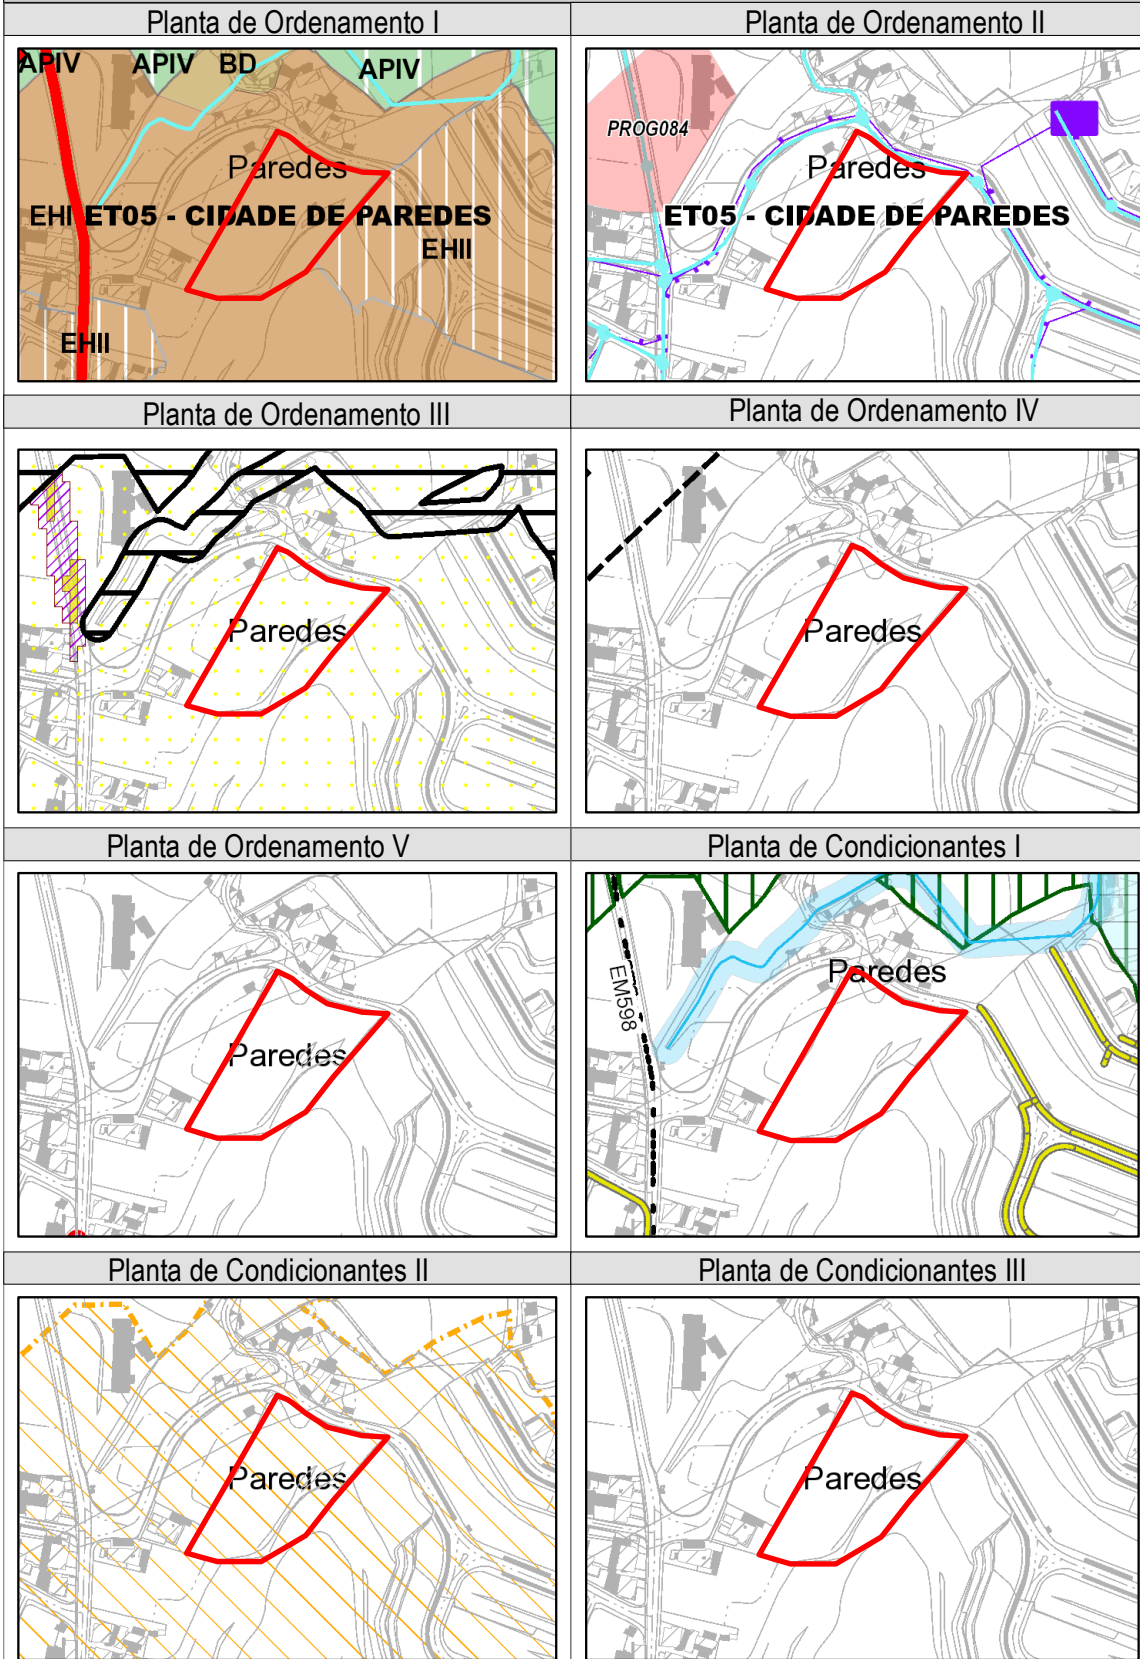 Planta de Ordenamento I
Planta de Ordenamento II
APIV
APIV
BD
APIV
Paredes
EHI
ET05 - CIDADE DE PAREDES
EHII
EHII
PROG084
Paredes
ET05 - CIDADE DE PAREDES
Planta de Ordenamento III
Planta de Ordenamento IV
Paredes
Paredes
Planta de Ordenamento V
Planta de Condicionantes I
Paredes
Paredes
EM598
Planta de Condicionantes II
Planta de Condicionantes III
Paredes
Paredes